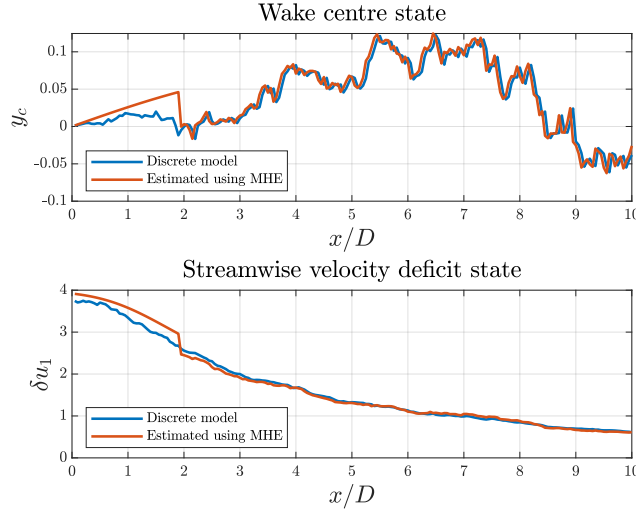 Wake centre state
0.1
0.05
0
-0.05
-0.1
y_c
Discrete model
Estimated using MHE
0 1 2 3 4 5 6 7 8 9 10
x/D
Streamwise velocity deficit state
4
3
2
1
0
δu_1
Discrete model
Estimated using MHE
0 1 2 3 4 5 6 7 8 9 10
x/D